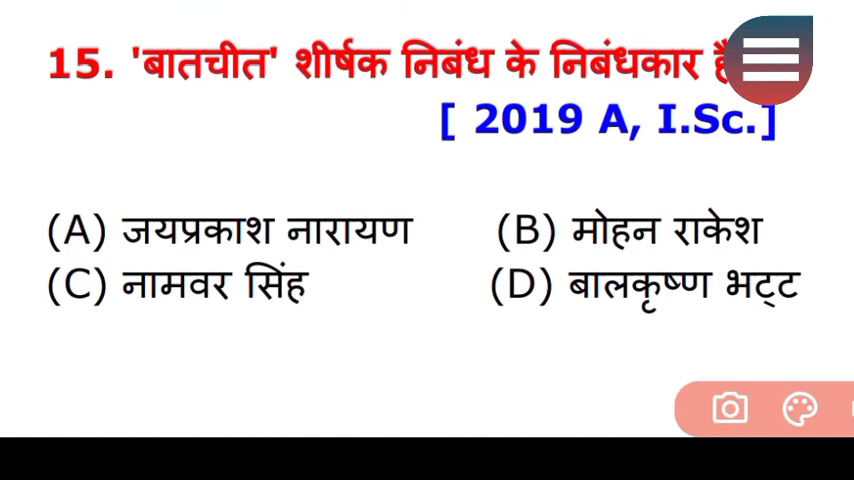 15. 'बातचीत' शीर्षक निबंध के निबंधकार
[ 2019 A, I.Sc.]
(A) जयप्रकाश नारायण (B) मोहन राकेश
(C) नामवर सिंह (D) बालकृष्ण भट्ट